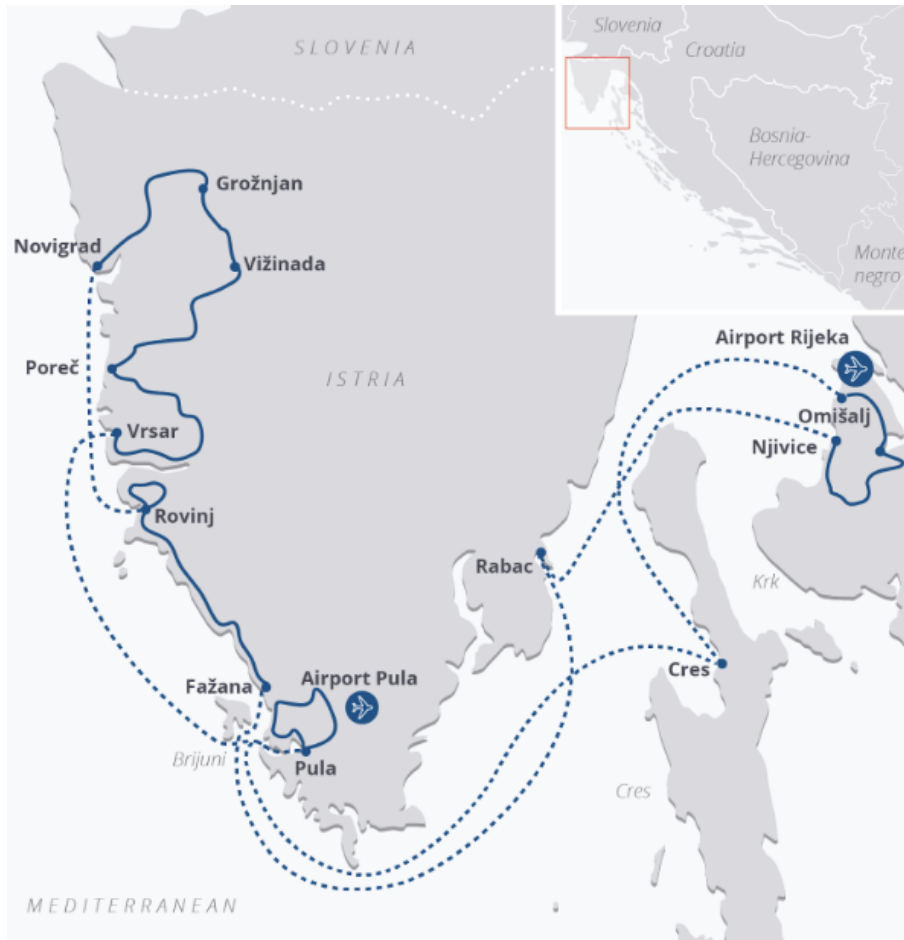 SLOVENIA
Slovenia
Croatia
Bosnia-
Hercegovina
Monte
negro
Grožnjan
Novigrad
Vižinada
Airport Rijeka
Poreč
ISTRIA
Omišalj
Vrsar
Njivice
Rovinj
Rabac
Krk
Cres
Fažana
Airport Pula
Brijuni
Pula
Cres
MEDITERRANEAN